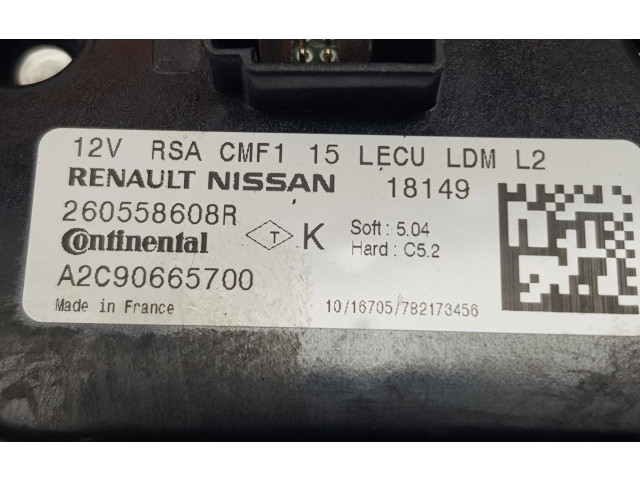 12V RSA CMF1 15 LECU LDM L2
RENAULT NISSAN 18149
260558608R
Continental T K Soft : 5.04
Hard : C5.2
A2C90665700
Made in France 10/16705/782173456